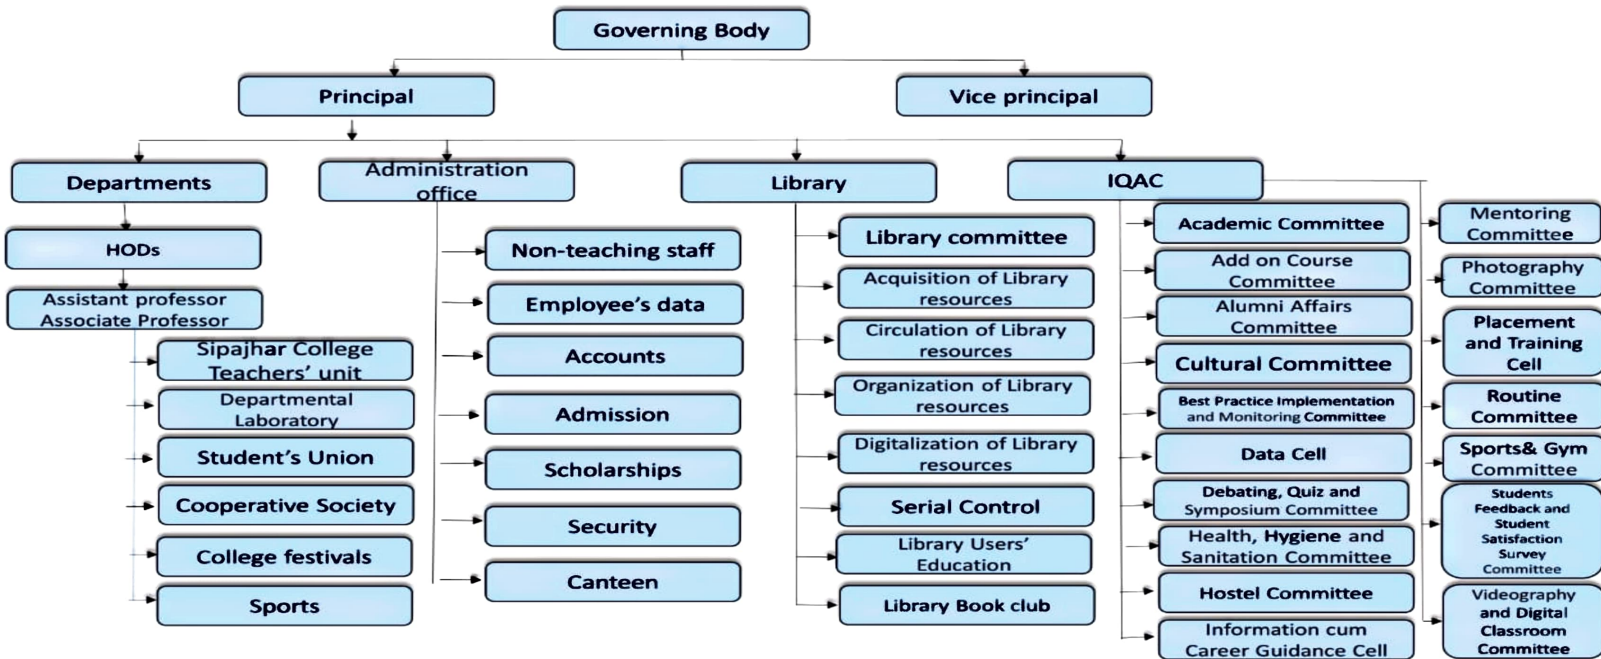 Governing Body
Principal
Vice principal
Departments
Administration
office
Library
IQAC
HODs
Assistant professor
Associate Professor
Sipajhar College
Teachers' unit
Departmental
Laboratory
Student's Union
Cooperative Society
College festivals
Sports
Non-teaching staff
Employee's data
Accounts
Admission
Scholarships
Security
Canteen
Library committee
Acquisition of Library
resources
Circulation of Library
resources
Organization of Library
resources
Digitalization of Library
resources
Serial Control
Library Users'
Education
Library Book club
Academic Committee
Add on Course
Committee
Alumni Affairs
Committee
Cultural Committee
Best Practice Implementation
and Monitoring Committee
Data Cell
Debating, Quiz and
Symposium Committee
Health, Hygiene and
Sanitation Committee
Hostel Committee
Information cum
Career Guidance Cell
Mentoring
Committee
Photography
Committee
Placement
and Training
Cell
Routine
Committee
Sports& Gym
Committee
Students
Feedback and
Student
Satisfaction
Survey
Committee
Videography
and Digital
Classroom
Committee